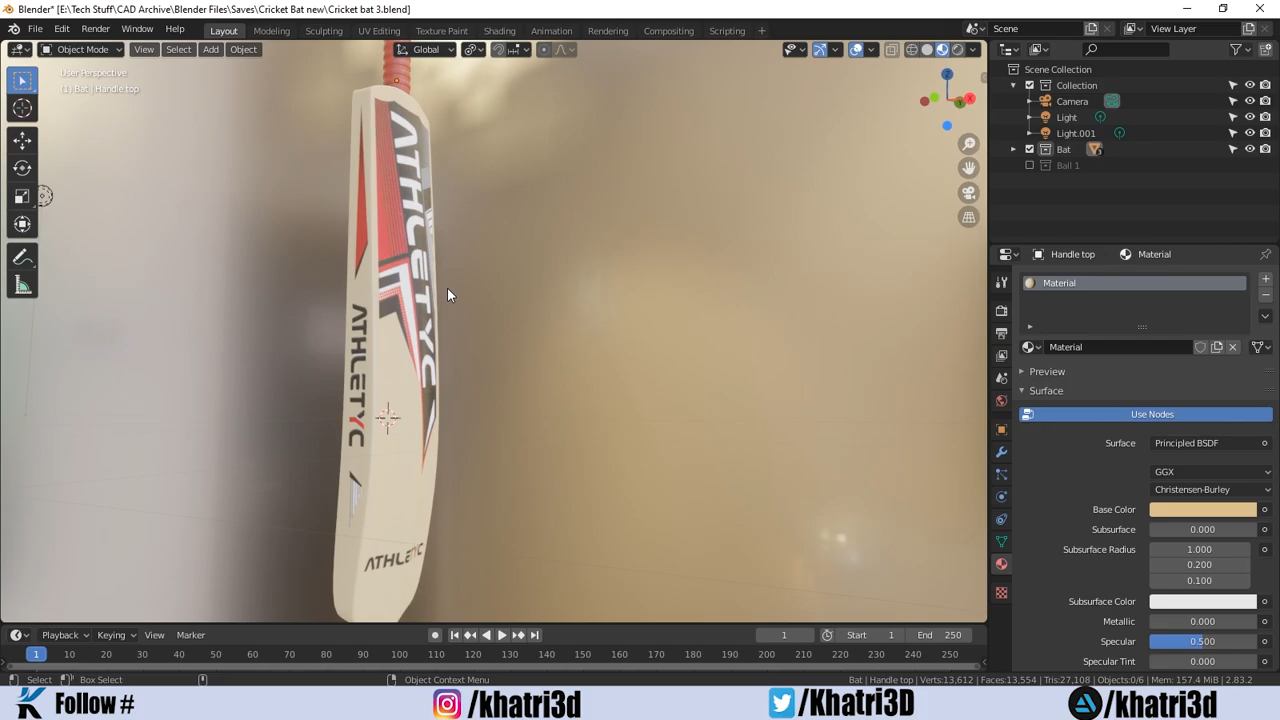 Blender* [E:\Tech Stuff\CAD Archive\Blender Files\Saves\Cricket Bat new\Cricket bat 3.blend]
File Edit Render Window Help Layout Modeling Sculpting UV Editing Texture Paint Shading Animation Rendering Compositing Scripting + Scene View Layer
Object Mode View Select Add Object Global
User Perspective
(1) Bat | Handle top
Z
X
Y
ATHLETYC
ATHLETYC
ATHLETYC
Scene Collection
Collection
Camera
Light
Light.001
Bat
Ball 1
Handle top Material
Material
Material
Preview
Surface
Use Nodes
Surface Principled BSDF
GGX
Christensen-Burley
Base Color
Subsurface 0.000
Subsurface Radius 1.000
0.200
0.100
Subsurface Color
Metallic 0.000
Specular 0.500
Specular Tint 0.000
Playback Keying View Marker 1 Start 1 End 250
1 10 20 30 40 50 60 70 80 90 100 110 120 130 140 150 160 170 180 190 200 210 220 230 240 250
Select Box Select Object Context Menu Bat | Handle top | Verts:13,612 | Faces:13,554 | Tris:27,108 | Objects:0/6 | Mem: 157.4 MiB | 2.83.2
Follow # /khatri3d /Khatri3D /khatri3d